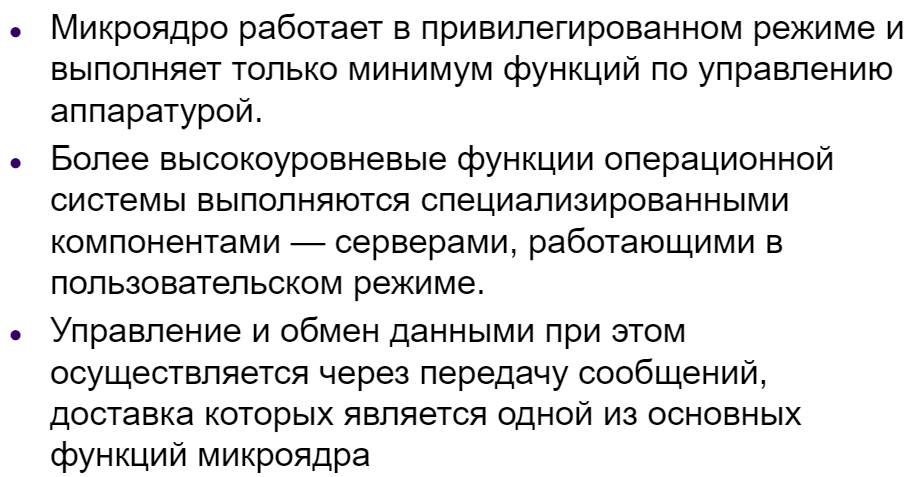 • Микроядро работает в привилегированном режиме и
выполняет только минимум функций по управлению
аппаратурой.
• Более высокоуровневые функции операционной
системы выполняются специализированными
компонентами — серверами, работающими в
пользовательском режиме.
• Управление и обмен данными при этом
осуществляется через передачу сообщений,
доставка которых является одной из основных
функций микроядра